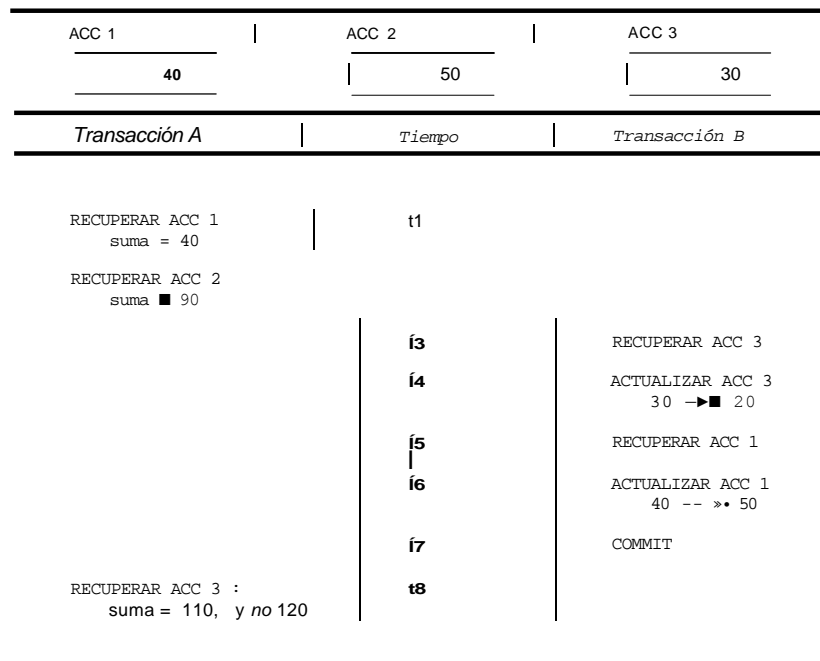 ACC 1 ACC 2 ACC 3
40 50 30
Transacción A Tiempo Transacción B
RECUPERAR ACC 1 t1
suma = 40
RECUPERAR ACC 2
suma ■ 90
Í3 RECUPERAR ACC 3
Í4 ACTUALIZAR ACC 3
30 —►■ 20
Í5 RECUPERAR ACC 1
Í6 ACTUALIZAR ACC 1
40 -- »• 50
Í7 COMMIT
RECUPERAR ACC 3 : t8
suma = 110, y no 120